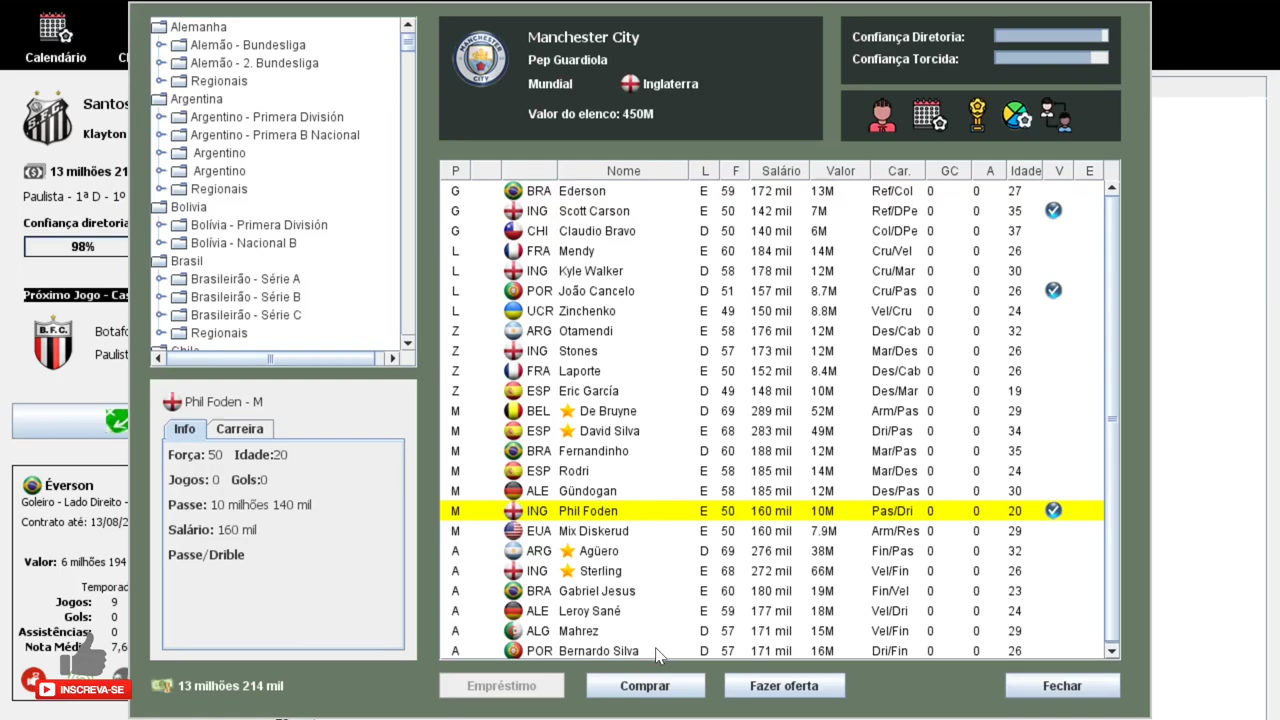 Calendário
Santos
Klayton
13 milhões 21
Paulista - 1ª D - 1º
Confiança diretoria
98%
Botafo
Paulist
Éverson
Goleiro - Lado Direito -
Contrato até: 13/08/2
Valor: 6 milhões 194
Temporad
Jogos: 9
Gols: 0
Assistências: 0
Nota Méd 7,6
INSCREVA-SE
Alemanha
Alemão - Bundesliga
Alemão - 2. Bundesliga
Regionais
Argentina
Argentino - Primera División
Argentino - Primera B Nacional
Argentino
Argentino
Regionais
Bolivia
Bolívia - Primera División
Bolívia - Nacional B
Brasil
Brasileirão - Série A
Brasileirão - Série B
Brasileirão - Série C
Regionais
Phil Foden - M
Info Carreira
Força: 50 Idade:20
Jogos: 0 Gols:0
Passe: 10 milhões 140 mil
Salário: 160 mil
Passe/Drible
13 milhões 214 mil
Manchester City
Pep Guardiola
Mundial Inglaterra
Valor do elenco: 450M
Confiança Diretoria:
Confiança Torcida:
P Nome L F Salário Valor Car. GC A Idade V E
G BRA Ederson E 59 172 mil 13M Ref/Col 0 0 27
G ING Scott Carson E 50 142 mil 7M Ref/DPe 0 0 35
G CHI Claudio Bravo D 50 140 mil 6M Col/DPe 0 0 37
L FRA Mendy E 60 184 mil 14M Cru/Vel 0 0 26
L ING Kyle Walker D 58 178 mil 12M Cru/Mar 0 0 30
L POR João Cancelo D 51 157 mil 8.7M Cru/Pas 0 0 26
L UCR Zinchenko E 49 150 mil 8.8M Vel/Cru 0 0 24
Z ARG Otamendi E 58 176 mil 12M Des/Cab 0 0 32
Z ING Stones D 57 173 mil 12M Mar/Des 0 0 26
Z FRA Laporte E 50 152 mil 8.4M Des/Cab 0 0 26
Z ESP Eric García D 49 148 mil 10M Des/Mar 0 0 19
M BEL De Bruyne D 69 289 mil 52M Arm/Pas 0 0 29
M ESP David Silva E 68 283 mil 49M Dri/Pas 0 0 34
M BRA Fernandinho D 60 188 mil 12M Mar/Pas 0 0 35
M ESP Rodri E 58 185 mil 14M Mar/Des 0 0 24
M ALE Gündogan E 58 185 mil 12M Des/Pas 0 0 30
M ING Phil Foden E 50 160 mil 10M Pas/Dri 0 0 20
M EUA Mix Diskerud E 50 160 mil 7.9M Arm/Res 0 0 29
A ARG Agüero D 69 276 mil 38M Fin/Pas 0 0 32
A ING Sterling E 68 272 mil 66M Vel/Fin 0 0 26
A BRA Gabriel Jesus E 60 180 mil 19M Fin/Vel 0 0 23
A ALE Leroy Sané E 59 177 mil 18M Vel/Dri 0 0 24
A ALG Mahrez D 57 171 mil 15M Vel/Fin 0 0 29
A POR Bernardo Silva D 57 171 mil 16M Dri/Fin 0 0 26
Empréstimo Comprar Fazer oferta Fechar